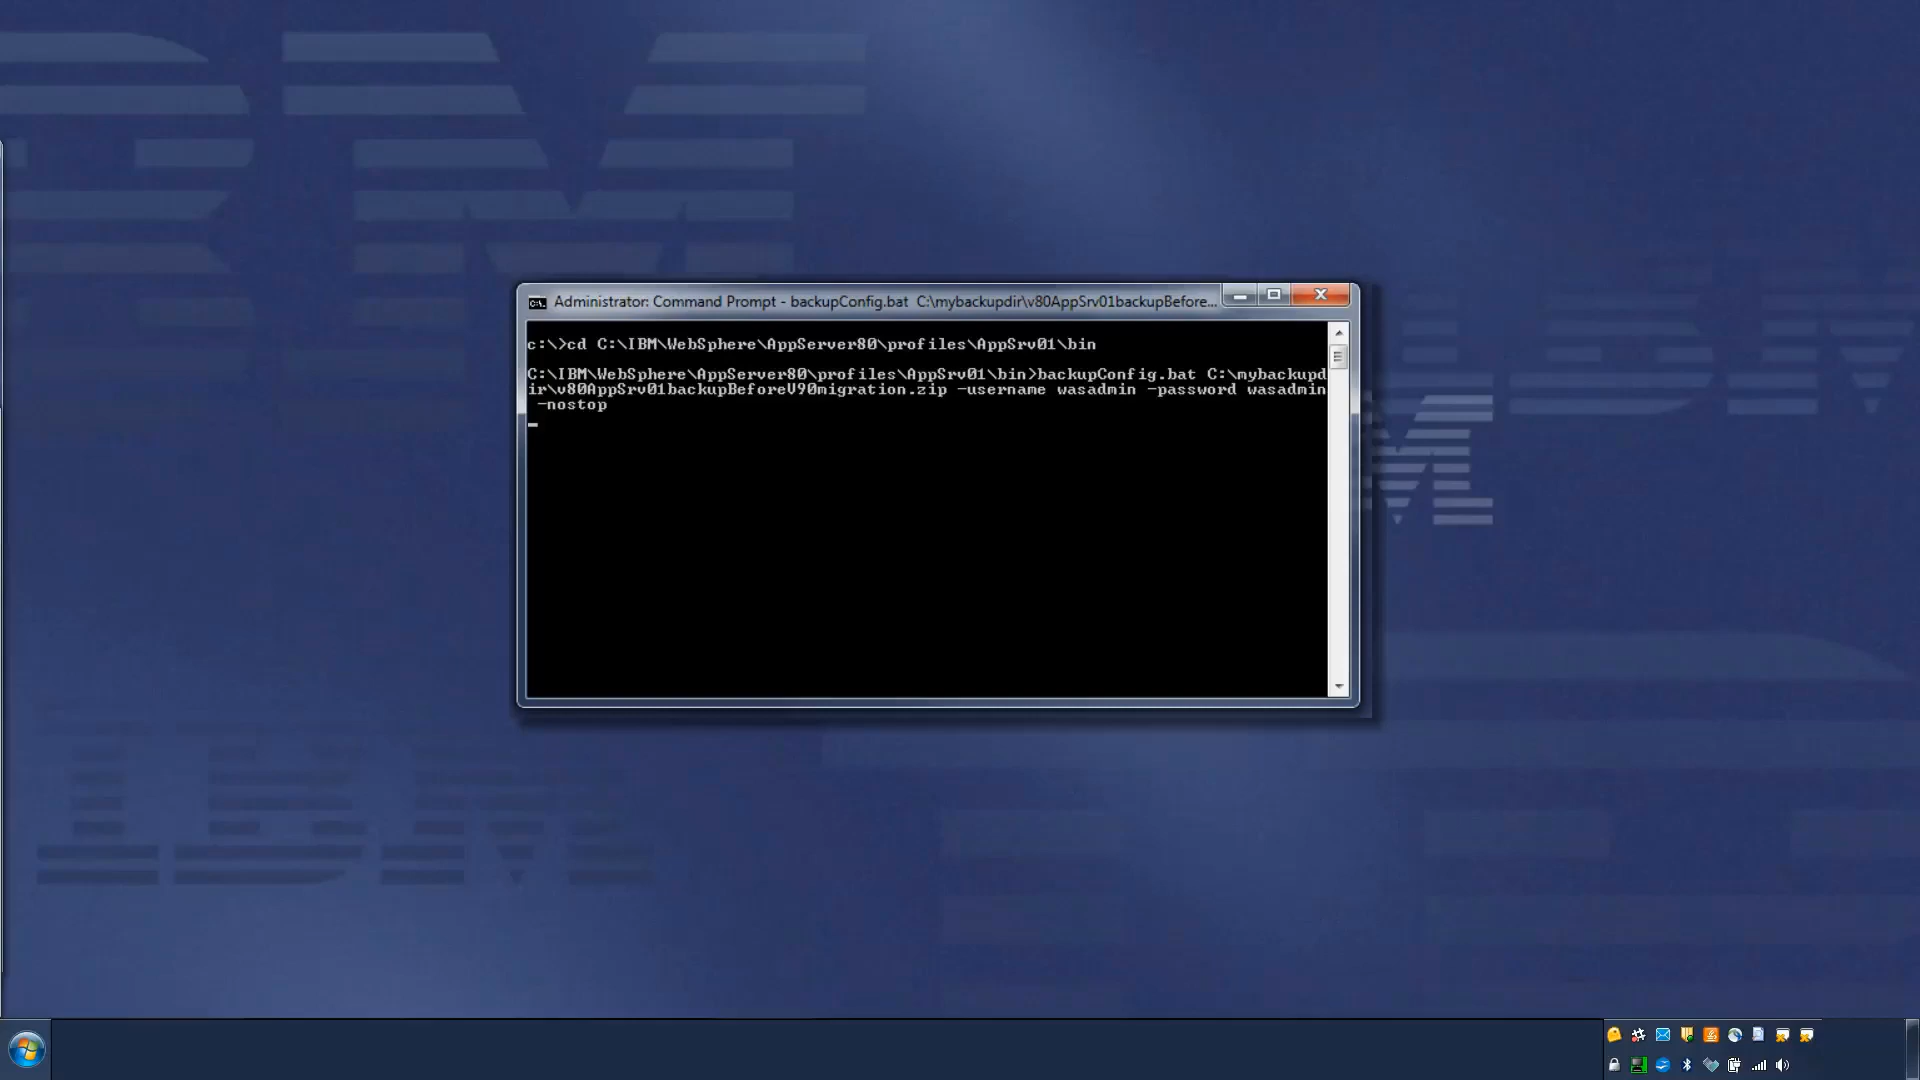 Administrator: Command Prompt - backupConfig.bat  C:\mybackupdir\v80AppSrv01backupBefore...
c:\>cd C:\IBM\WebSphere\AppServer80\profiles\AppSrv01\bin
C:\IBM\WebSphere\AppServer80\profiles\AppSrv01\bin>backupConfig.bat C:\mybackupd
ir\v80AppSrv01backupBeforeV90migration.zip -username wasadmin -password wasadmin
 -nostop
IBM